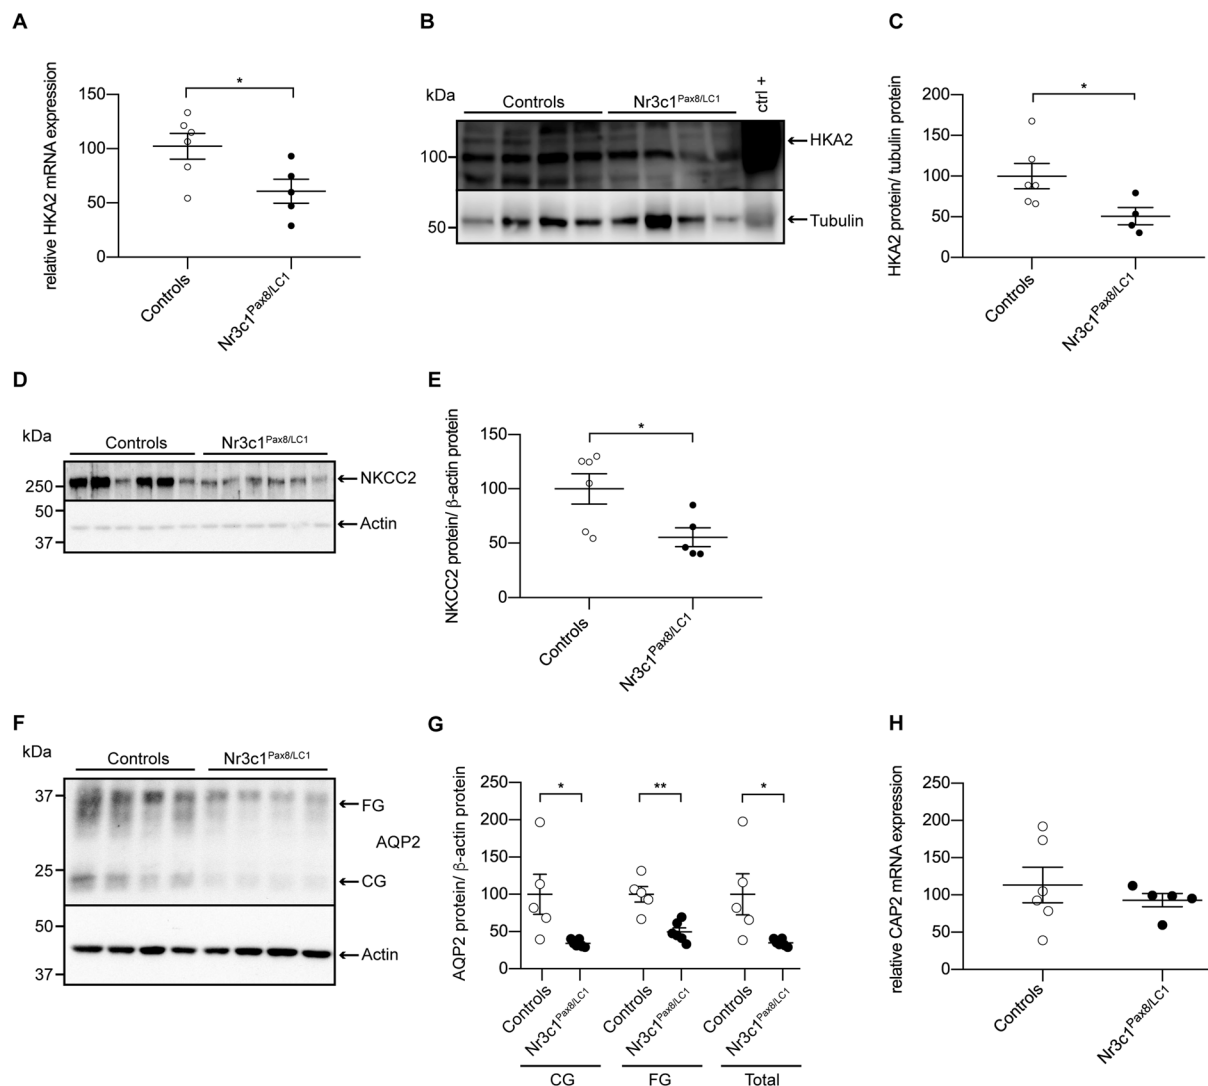 A
relative HKA2 mRNA expression
150
100
50
0
*
Controls
Nr3c1Pax8/LC1
B
kDa
Controls
Nr3c1Pax8/LC1
ctrl +
100
HKA2
50
Tubulin
C
HKA2 protein/ tubulin protein
200
150
100
50
0
*
Controls
Nr3c1Pax8/LC1
D
kDa
Controls
Nr3c1Pax8/LC1
250
NKCC2
50
37
Actin
E
NKCC2 protein/ β-actin protein
150
100
50
0
*
Controls
Nr3c1Pax8/LC1
F
kDa
Controls
Nr3c1Pax8/LC1
37
FG
AQP2
25
CG
50
Actin
37
G
AQP2 protein/ β-actin protein
250
200
150
100
50
0
*
**
*
Controls
Nr3c1Pax8/LC1
Controls
Nr3c1Pax8/LC1
Controls
Nr3c1Pax8/LC1
CG
FG
Total
H
relative CAP2 mRNA expression
250
200
150
100
50
0
Controls
Nr3c1Pax8/LC1